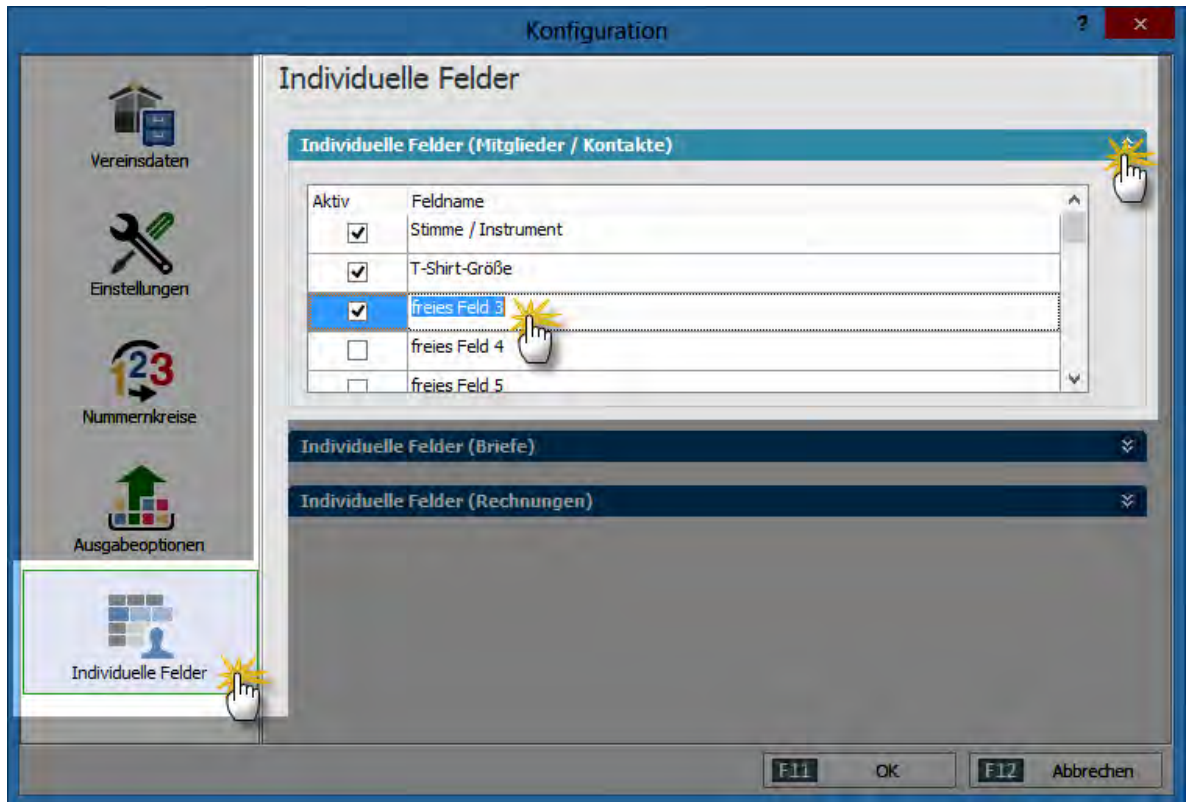 Konfiguration
?
×
Vereinsdaten
Einstellungen
123
Nummernkreise
Ausgabeoptionen
Individuelle Felder
Individuelle Felder
Individuelle Felder (Mitglieder / Kontakte)
Aktiv Feldname
Stimme / Instrument
T-Shirt-Größe
freies Feld 3
freies Feld 4
freies Feld 5
Individuelle Felder (Briefe)
Individuelle Felder (Rechnungen)
F11 OK F12 Abbrechen